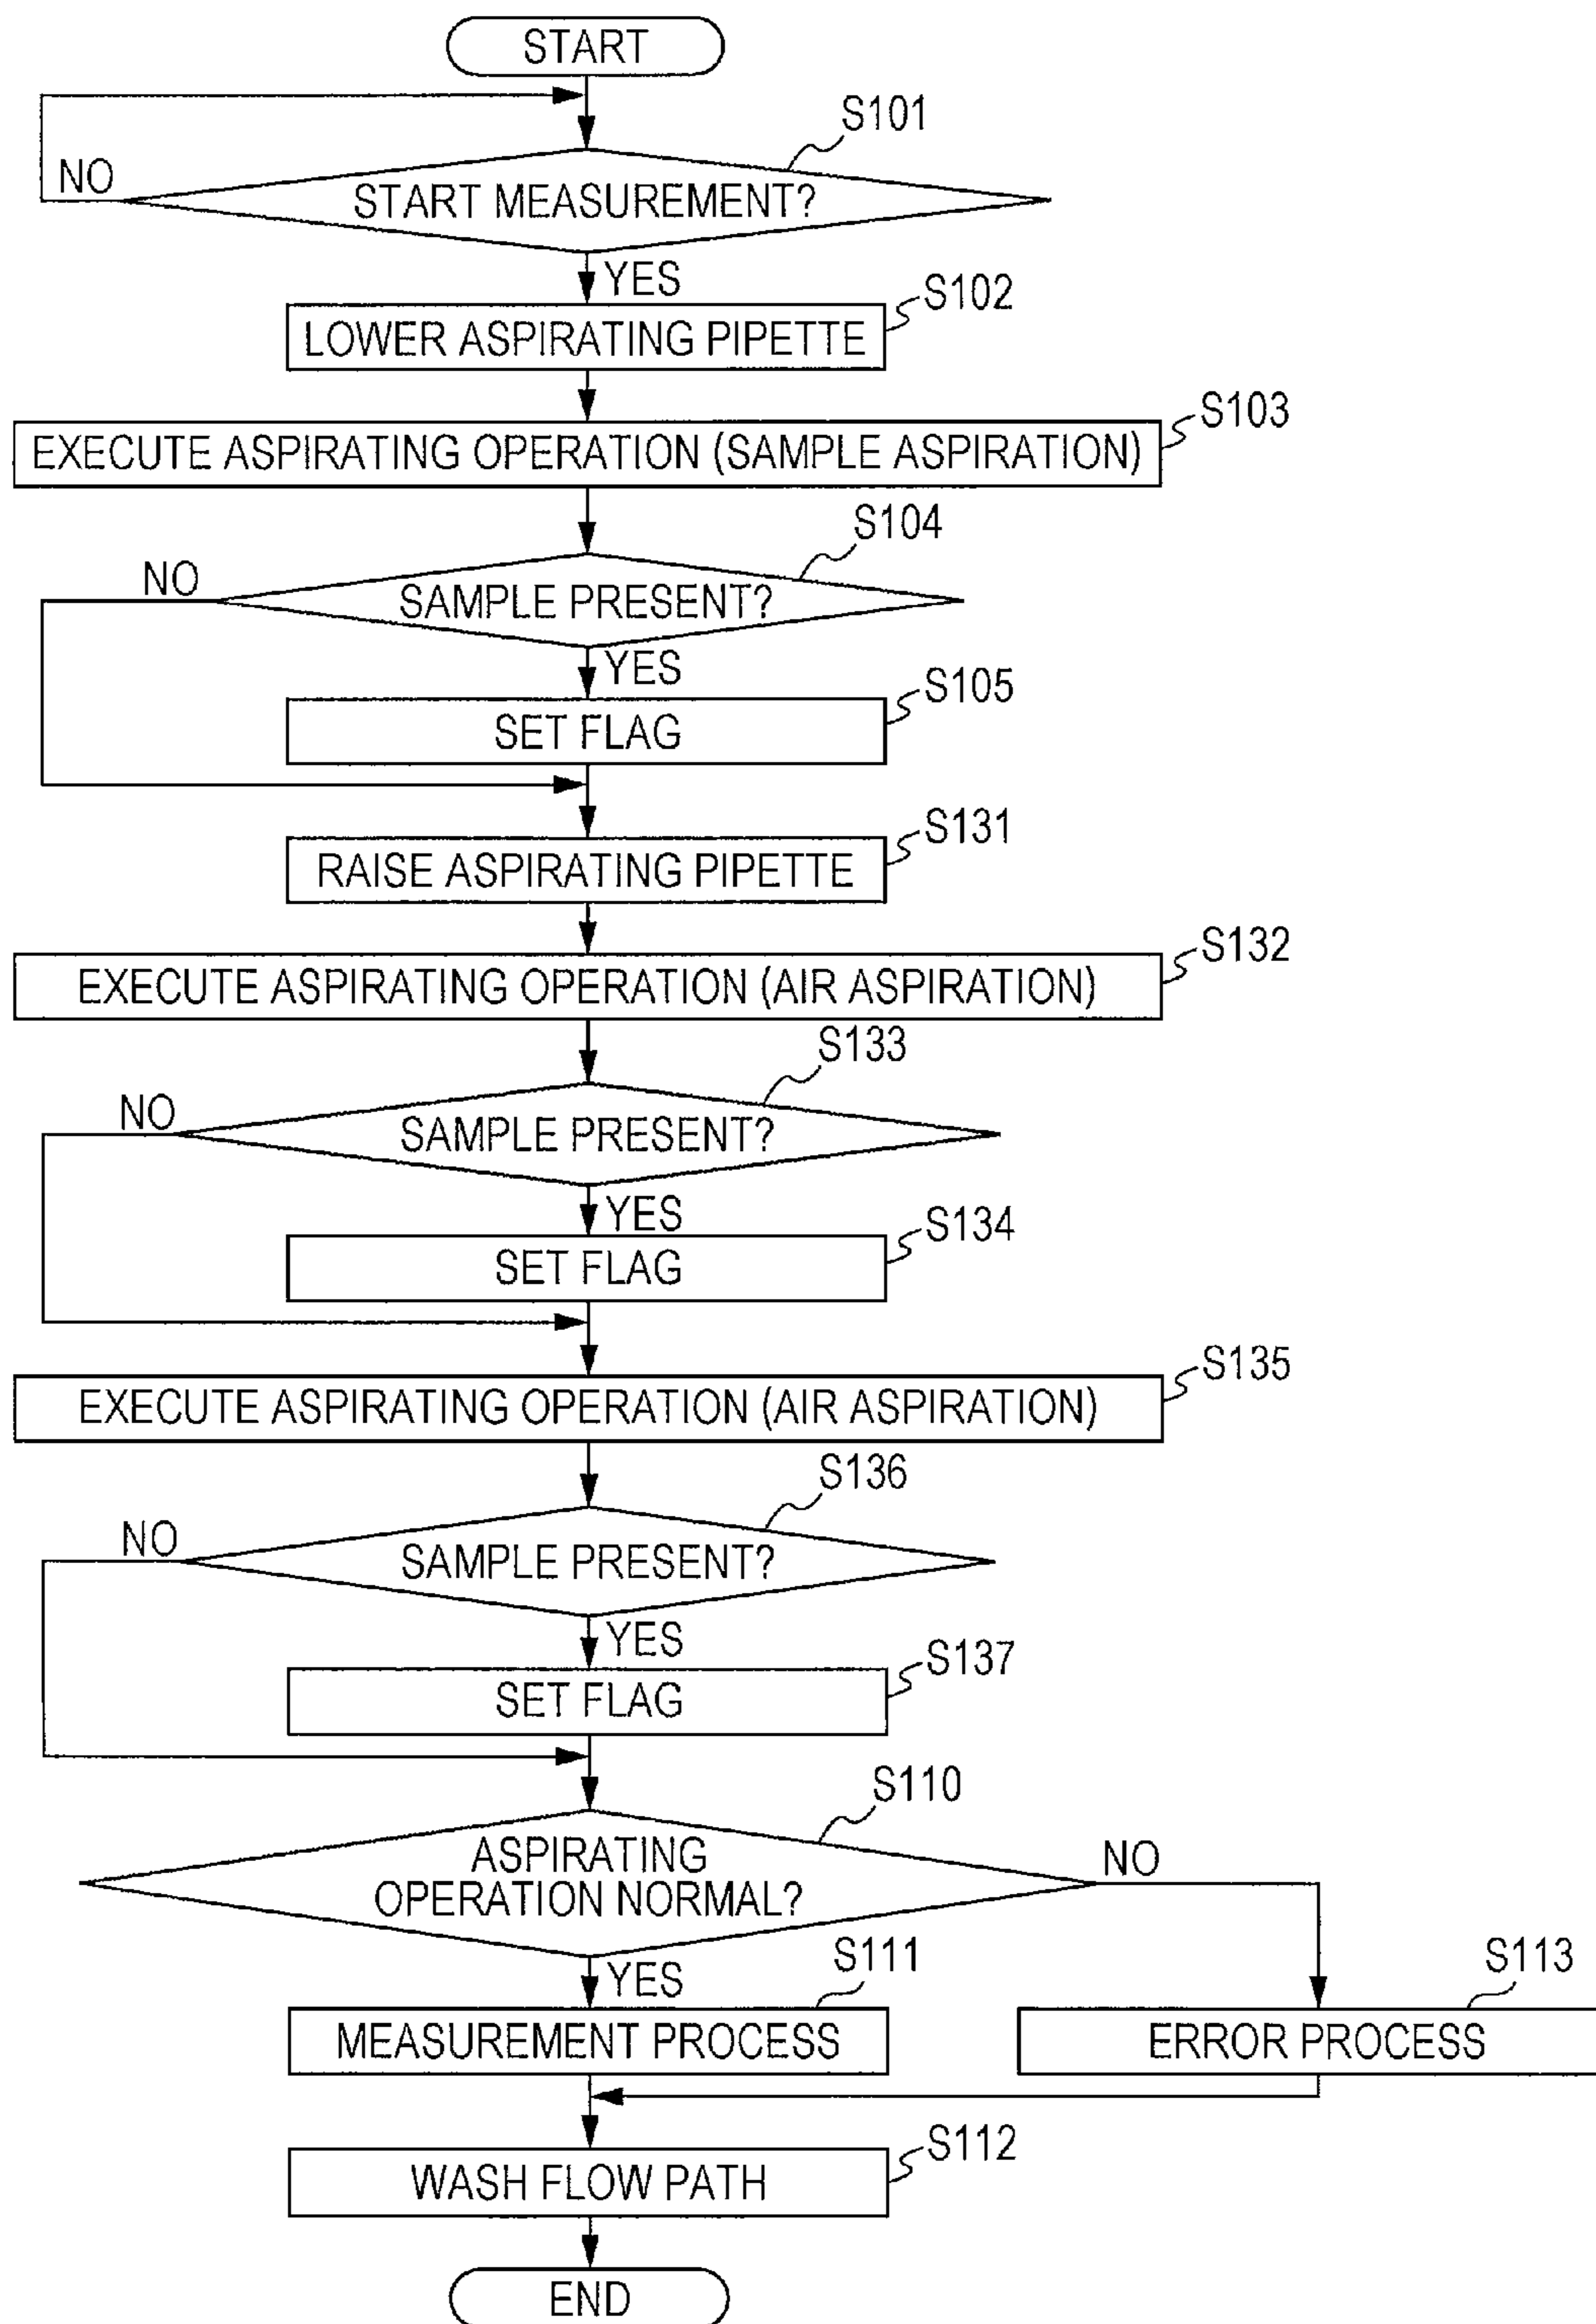 START
S101
NO
START MEASUREMENT?
YES
S102
LOWER ASPIRATING PIPETTE
S103
EXECUTE ASPIRATING OPERATION (SAMPLE ASPIRATION)
S104
NO
SAMPLE PRESENT?
YES
S105
SET FLAG
S131
RAISE ASPIRATING PIPETTE
S132
EXECUTE ASPIRATING OPERATION (AIR ASPIRATION)
S133
NO
SAMPLE PRESENT?
YES
S134
SET FLAG
S135
EXECUTE ASPIRATING OPERATION (AIR ASPIRATION)
S136
NO
SAMPLE PRESENT?
YES
S137
SET FLAG
S110
ASPIRATING
OPERATION NORMAL?
NO
YES
S111
S113
MEASUREMENT PROCESS
ERROR PROCESS
S112
WASH FLOW PATH
END